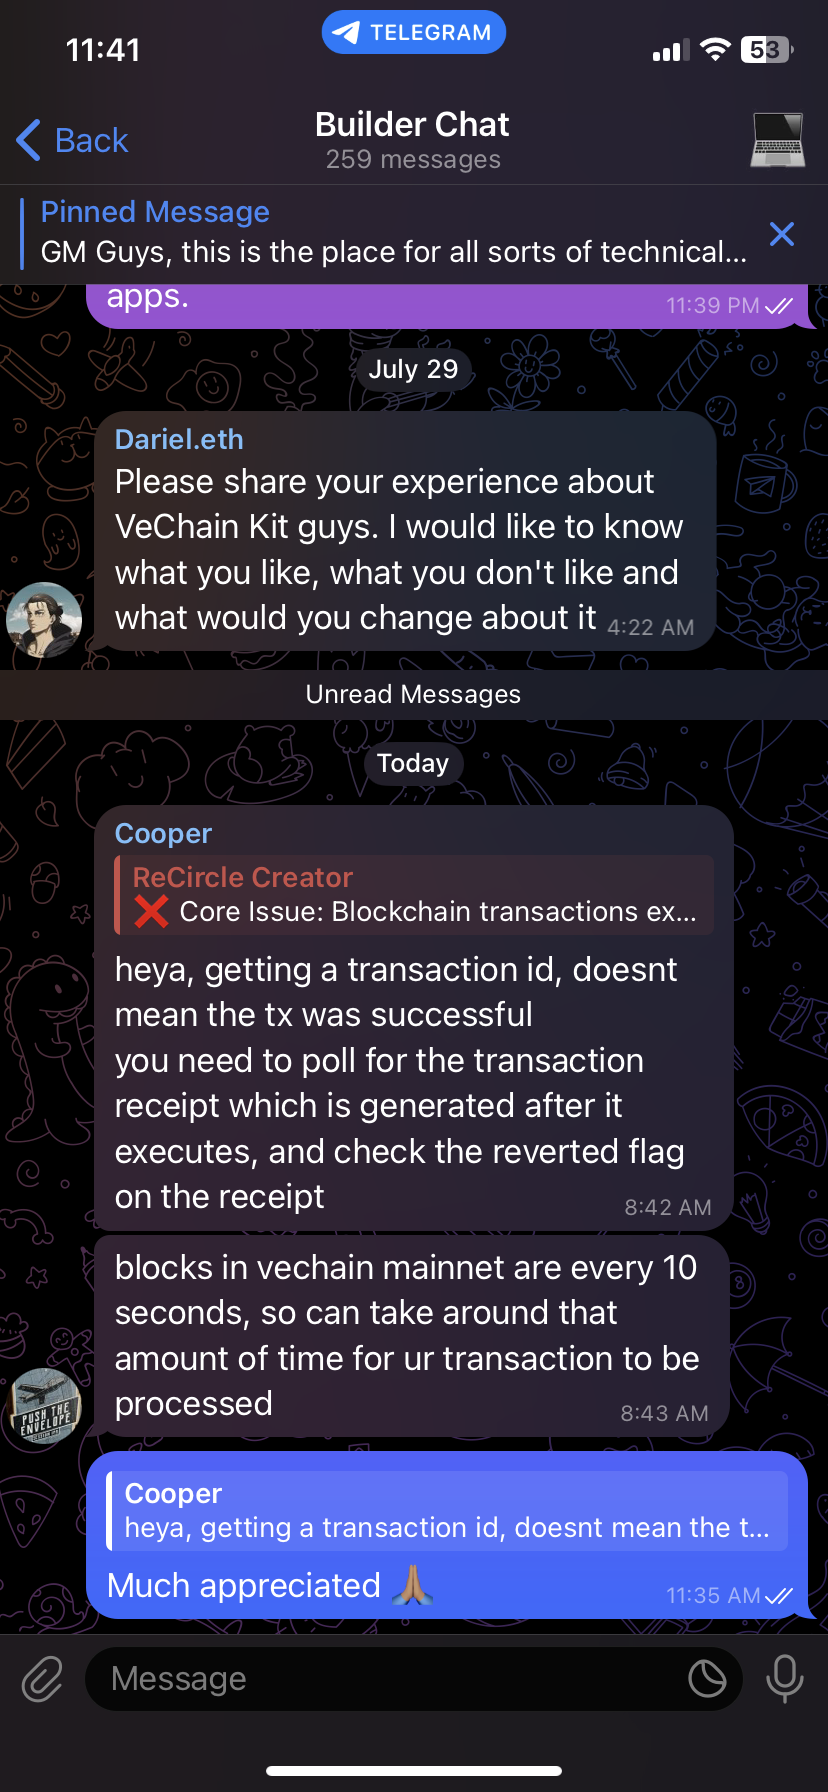 11:41
TELEGRAM
53
Back
Builder Chat
259 messages
Pinned Message
GM Guys, this is the place for all sorts of technical...
apps.
11:39 PM
July 29
Dariel.eth
Please share your experience about
VeChain Kit guys. I would like to know
what you like, what you don't like and
what would you change about it 4:22 AM
Unread Messages
Today
Cooper
ReCircle Creator
❌ Core Issue: Blockchain transactions ex...
heya, getting a transaction id, doesnt
mean the tx was successful
you need to poll for the transaction
receipt which is generated after it
executes, and check the reverted flag
on the receipt
8:42 AM
blocks in vechain mainnet are every 10
seconds, so can take around that
amount of time for ur transaction to be
processed
8:43 AM
PUSH THE
ENVELOPE
Cooper
heya, getting a transaction id, doesnt mean the t...
Much appreciated 🙏🏽
11:35 AM
Message